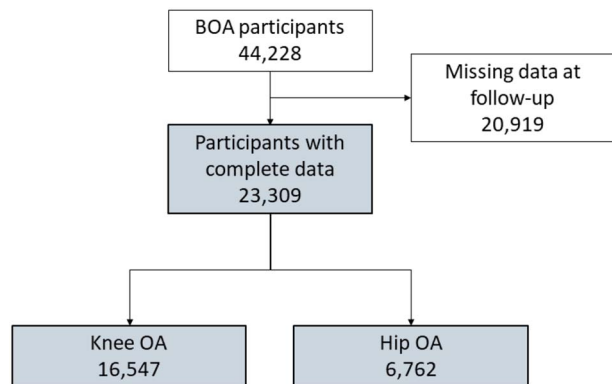 BOA participants
44,228
Missing data at
follow-up
20,919
Participants with
complete data
23,309
Knee OA
16,547
Hip OA
6,762